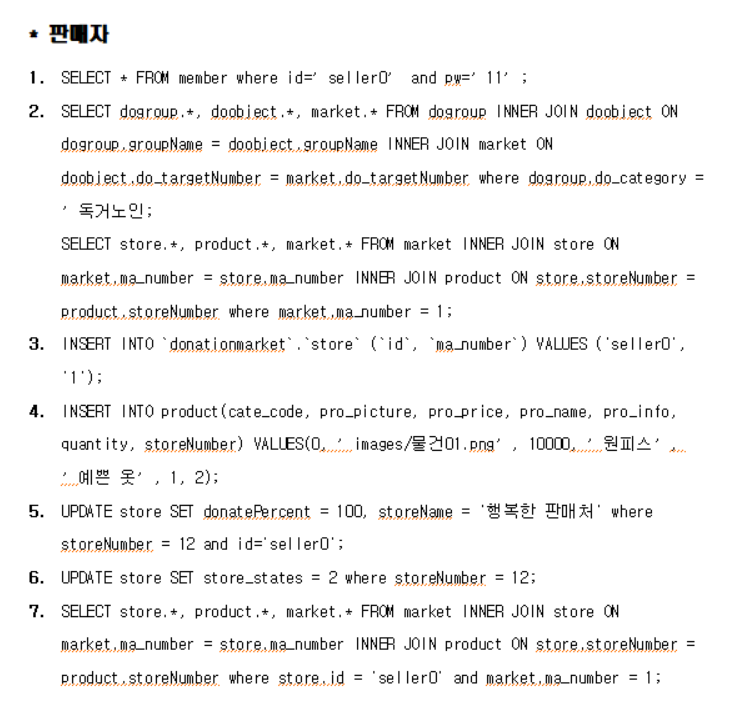 * 판매자
1. SELECT * FROM member where id=’ seller0’ and pw=’ 11’ ;
2. SELECT dogroup.*, doobject.*, market.* FROM dogroup INNER JOIN doobject ON
dogroup.groupName = doobject.groupName INNER JOIN market ON
doobject.do_targetNumber = market.do_targetNumber where dogroup.do_category =
’ 독거노인;
SELECT store.*, product.*, market.* FROM market INNER JOIN store ON
market.ma_number = store.ma_number INNER JOIN product ON store.storeNumber =
product.storeNumber where market.ma_number = 1;
3. INSERT INTO `donationmarket`.`store` (`id`, `ma_number`) VALUES ('seller0',
'1');
4. INSERT INTO product(cate_code, pro_picture, pro_price, pro_name, pro_info,
quantity, storeNumber) VALUES(0, ’ images/물건01.png’ , 10000, ’ 원피스’ ,
’ 예쁜 옷’ , 1, 2);
5. UPDATE store SET donatePercent = 100, storeName = '행복한 판매처' where
storeNumber = 12 and id='seller0';
6. UPDATE store SET store_states = 2 where storeNumber = 12;
7. SELECT store.*, product.*, market.* FROM market INNER JOIN store ON
market.ma_number = store.ma_number INNER JOIN product ON store.storeNumber =
product.storeNumber where store.id = 'seller0' and market.ma_number = 1;